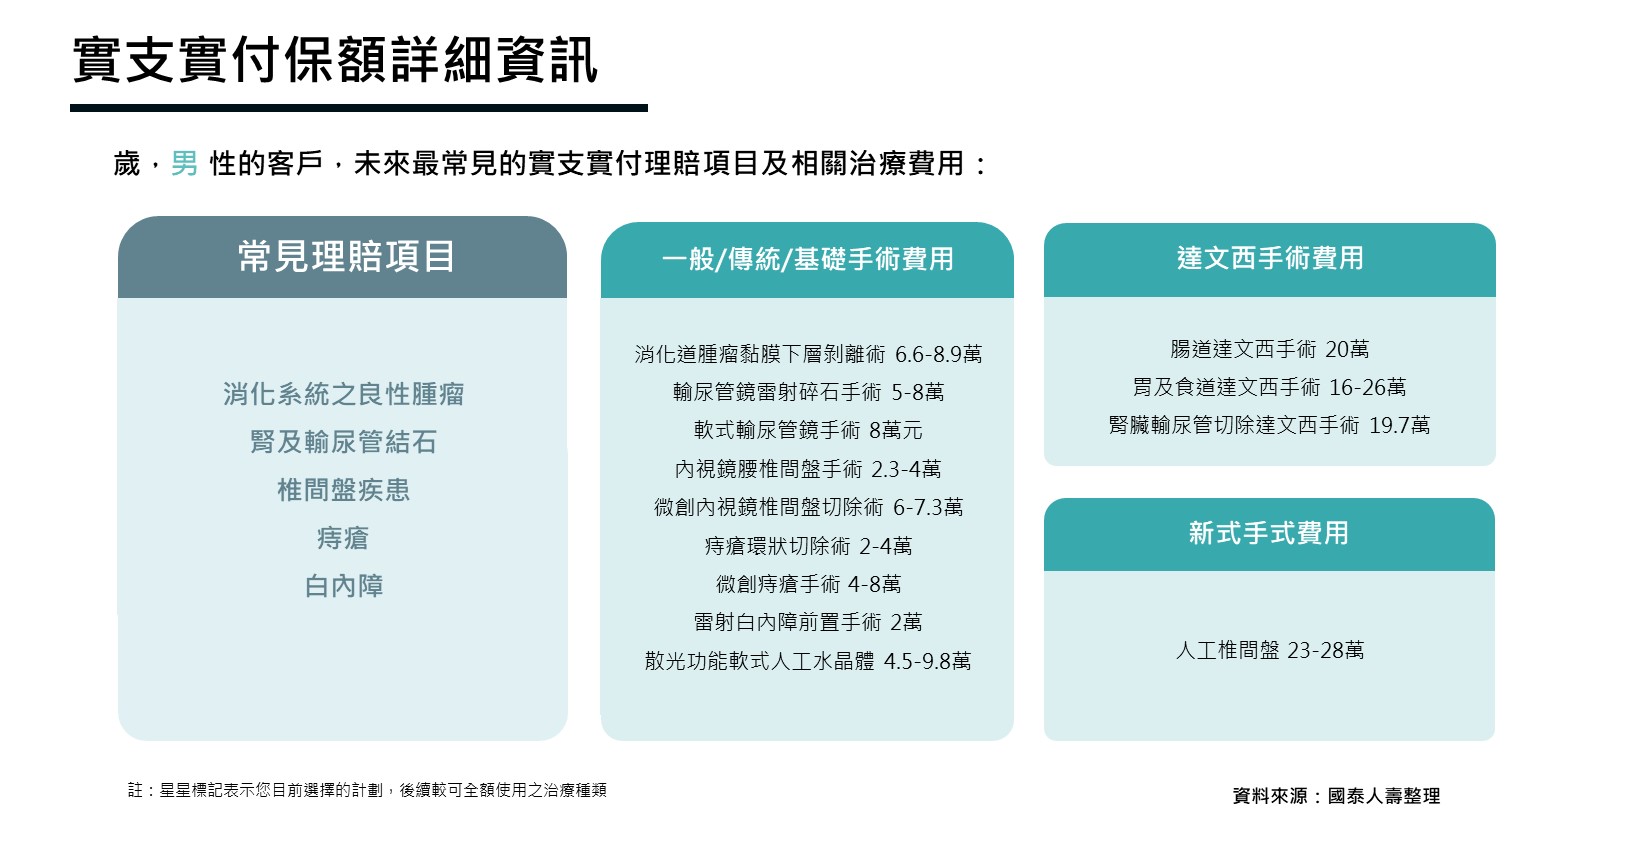 實支實付保額詳細資訊
歲，男 性的客戶，未來最常見的實支實付理賠項目及相關治療費用：
常見理賠項目
消化系統之良性腫瘤
腎及輸尿管結石
椎間盤疾患
痔瘡
白內障
一般/傳統/基礎手術費用
消化道腫瘤黏膜下層剝離術 6.6-8.9萬
輸尿管鏡雷射碎石手術 5-8萬
軟式輸尿管鏡手術 8萬元
內視鏡腰椎間盤手術 2.3-4萬
微創內視鏡椎間盤切除術 6-7.3萬
痔瘡環狀切除術 2-4萬
微創痔瘡手術 4-8萬
雷射白內障前置手術 2萬
散光功能軟式人工水晶體 4.5-9.8萬
達文西手術費用
腸道達文西手術 20萬
胃及食道達文西手術 16-26萬
腎臟輸尿管切除達文西手術 19.7萬
新式手式費用
人工椎間盤 23-28萬
註：星星標記表示您目前選擇的計劃，後續較可全額使用之治療種類
資料來源：國泰人壽整理